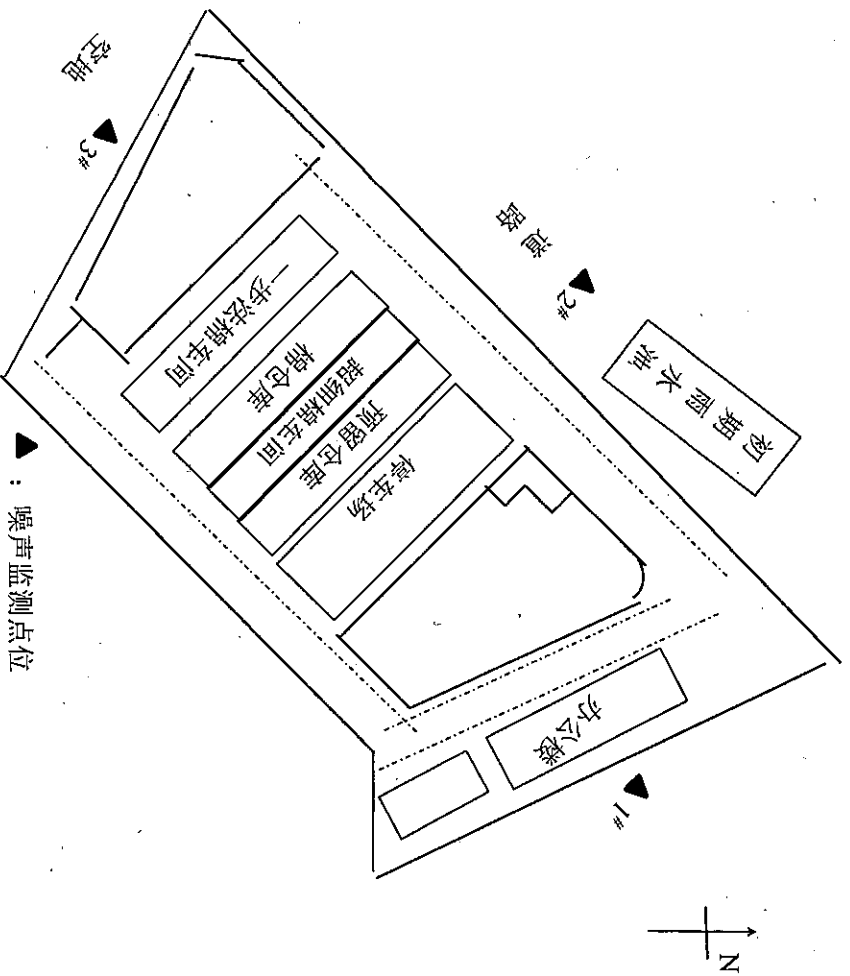 空地
3#
道路
2#
初期雨水池
一步法棉车间
棉仓库
超细棉车间
预留仓库
停车场
办公楼
1#
▲：噪声监测点位
N